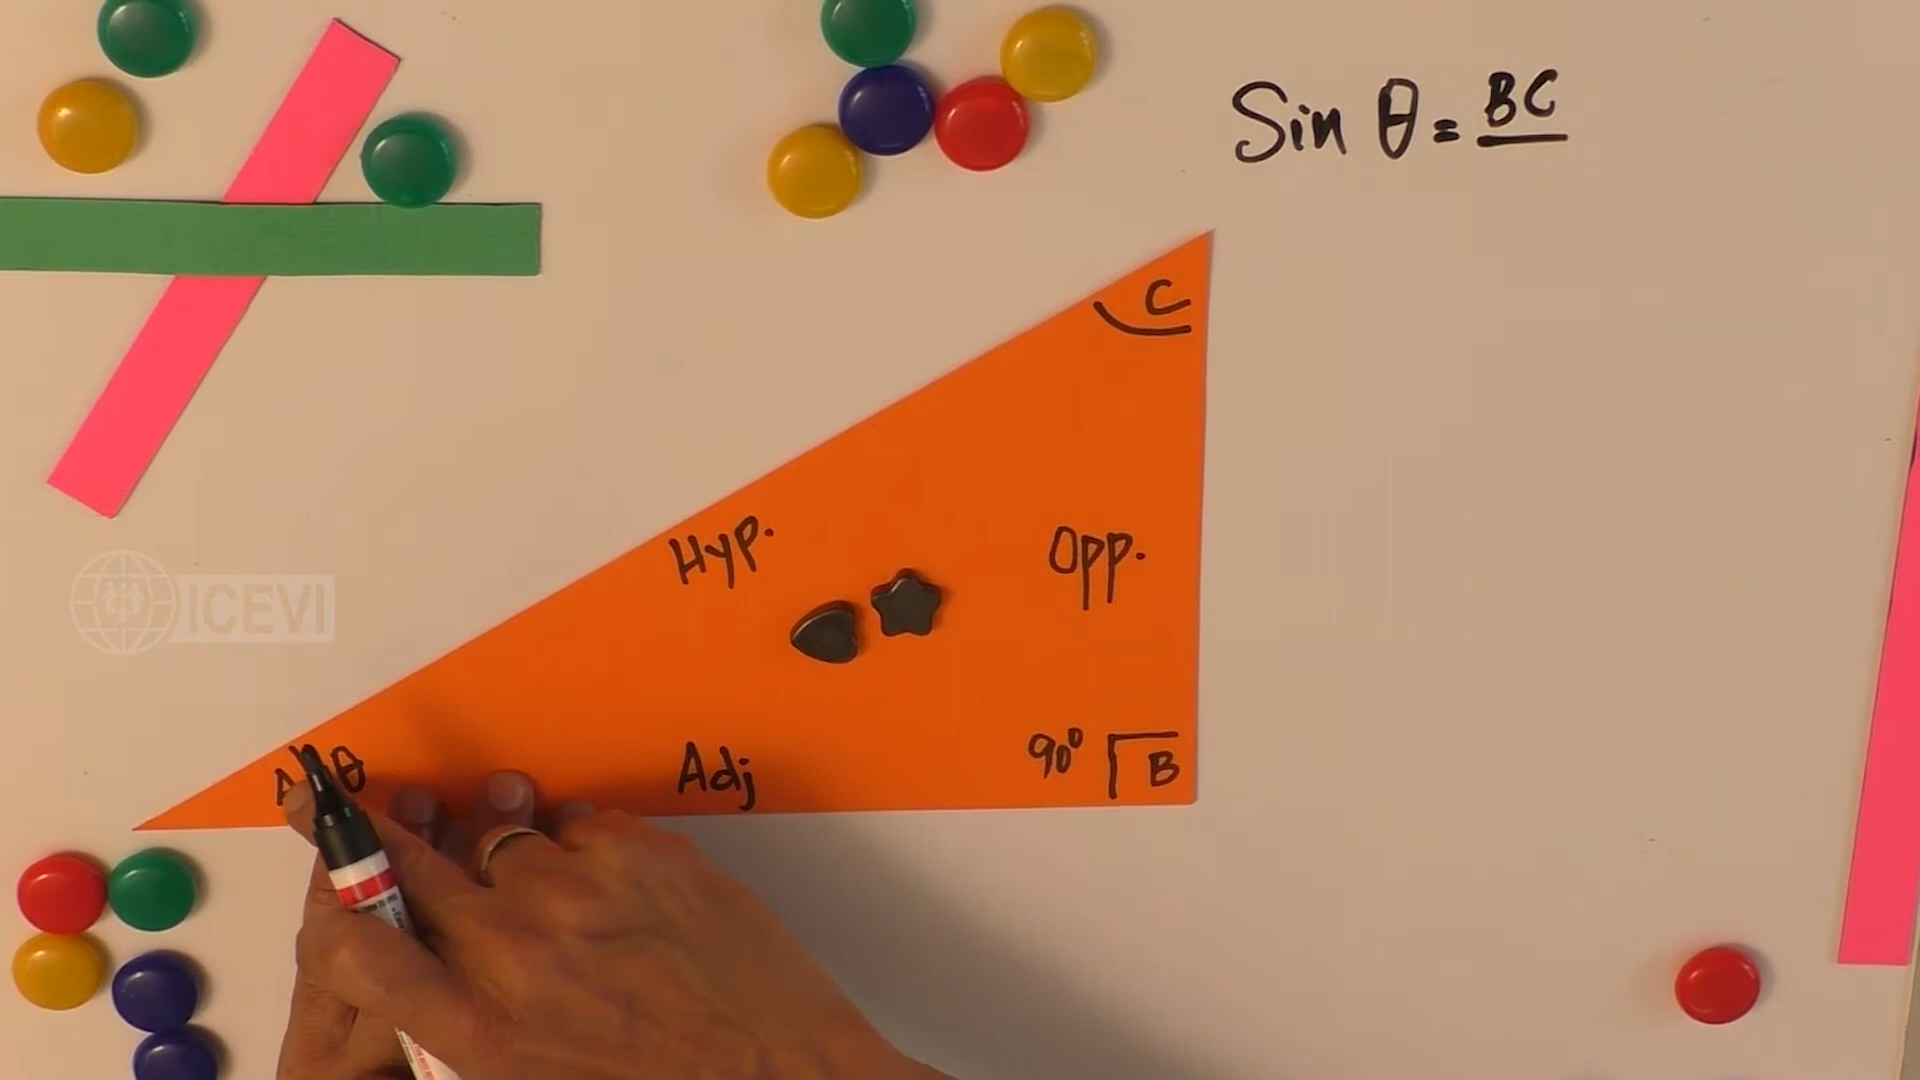 Sin θ = BC
C
Hyp.
Opp.
ICEVI
A θ
Adj
90° B